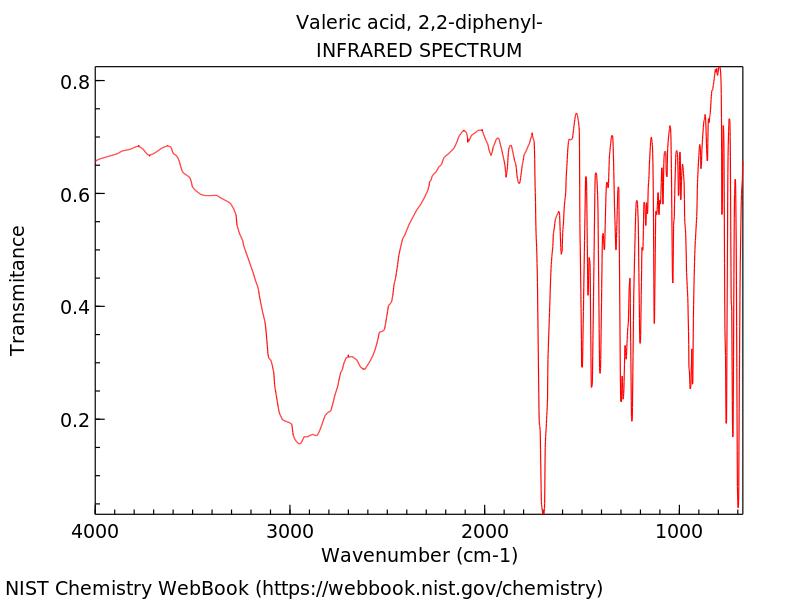 Valeric acid, 2,2-diphenyl-
INFRARED SPECTRUM
0.8
0.6
0.4
0.2
Transmitance
4000
3000
2000
1000
Wavenumber (cm-1)
NIST Chemistry WebBook (https://webbook.nist.gov/chemistry)